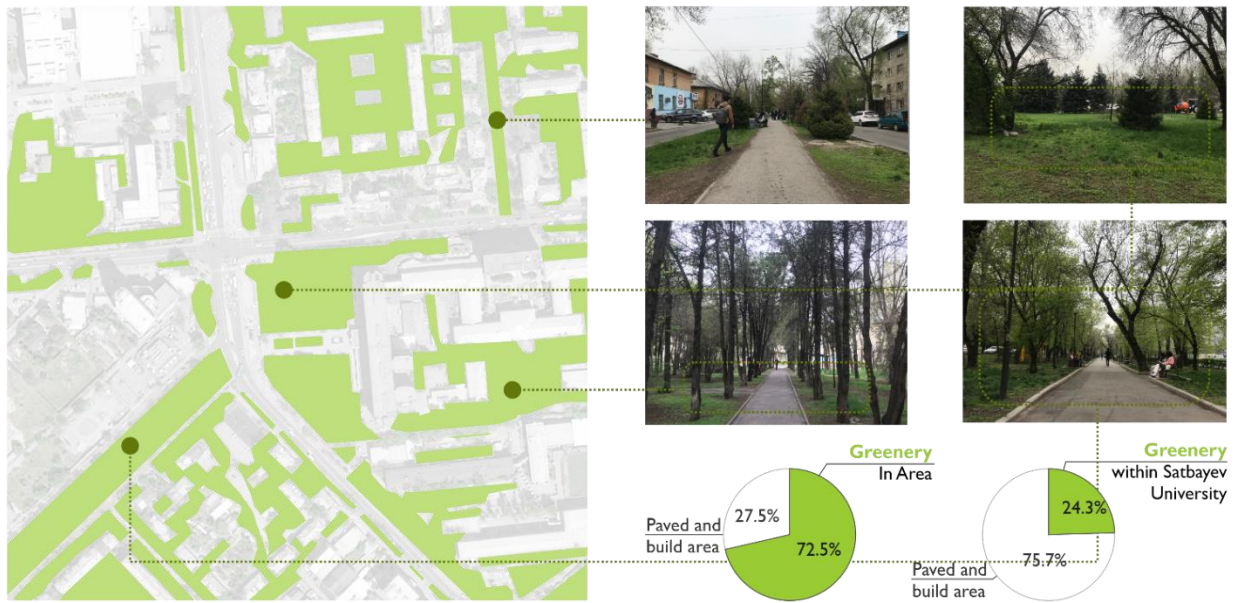 Greenery
In Area
27.5%
72.5%
Paved and
build area
Greenery
within Satbayev
University
24.3%
75.7%
Paved and
build area